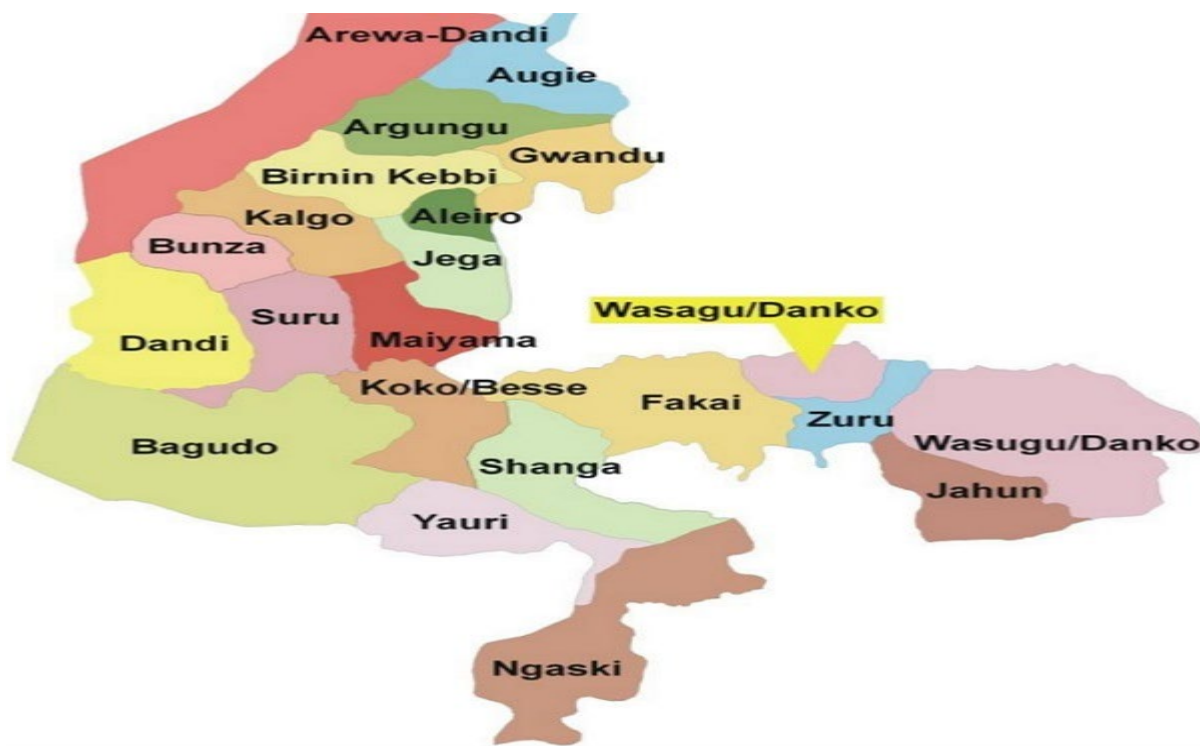 Arewa-Dandi
Augie
Argungu
Gwandu
Birnin Kebbi
Aleiro
Kalgo
Bunza
Jega
Wasagu/Danko
Suru
Maiyama
Dandi
Koko/Besse
Fakai
Zuru
Bagudo
Wasugu/Danko
Shanga
Jahun
Yauri
Ngaski